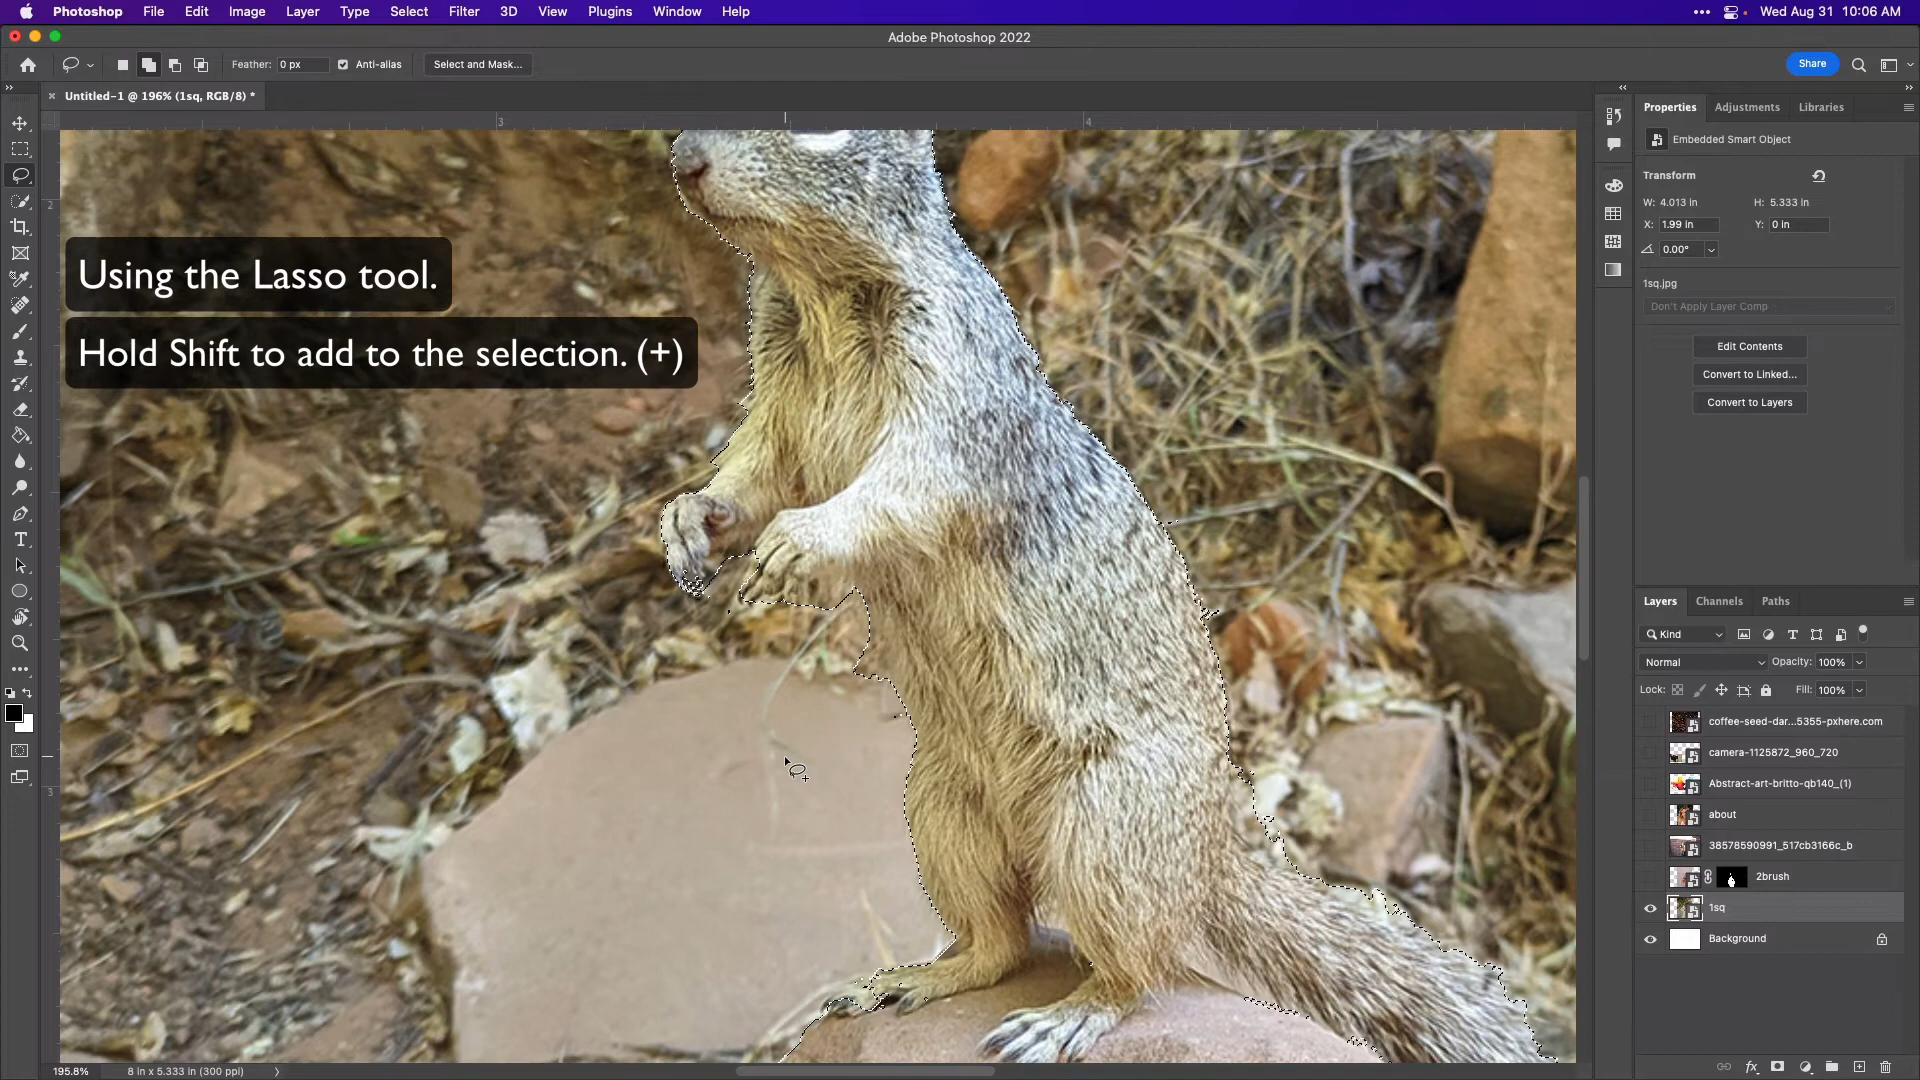 Photoshop File Edit Image Layer Type Select Filter 3D View Plugins Window Help Wed Aug 31 10:06 AM
Adobe Photoshop 2022
Feather: 0 px Anti-alias Select and Mask... Share
Untitled-1 @ 196% (1sq, RGB/8) *
Properties Adjustments Libraries
3 4
2
3
Using the Lasso tool.
Hold Shift to add to the selection. (+)
Embedded Smart Object
Transform
W: 4.013 in H: 5.333 in
X: 1.99 in Y: 0 in
0.00°
1sq.jpg
Don't Apply Layer Comp
Edit Contents
Convert to Linked...
Convert to Layers
Layers Channels Paths
Kind
Normal Opacity: 100%
Lock: Fill: 100%
coffee-seed-dar...5355-pxhere.com
camera-1125872_960_720
Abstract-art-britto-qb140_(1)
about
38578590991_517cb3166c_b
2brush
1sq
Background
195.8% 8 in x 5.333 in (300 ppi)